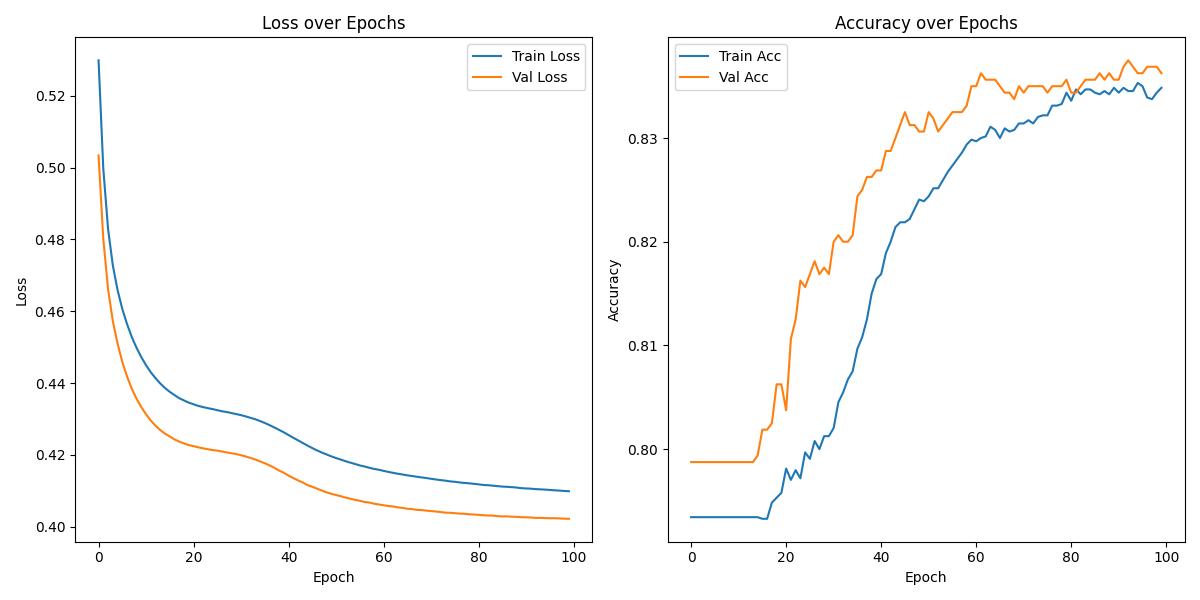 Loss over Epochs
Train Loss
Val Loss
0.52
0.50
0.48
0.46
0.44
0.42
0.40
Loss
0
20
40
60
80
100
Epoch
Accuracy over Epochs
Train Acc
Val Acc
0.83
0.82
0.81
0.80
Accuracy
0
20
40
60
80
100
Epoch